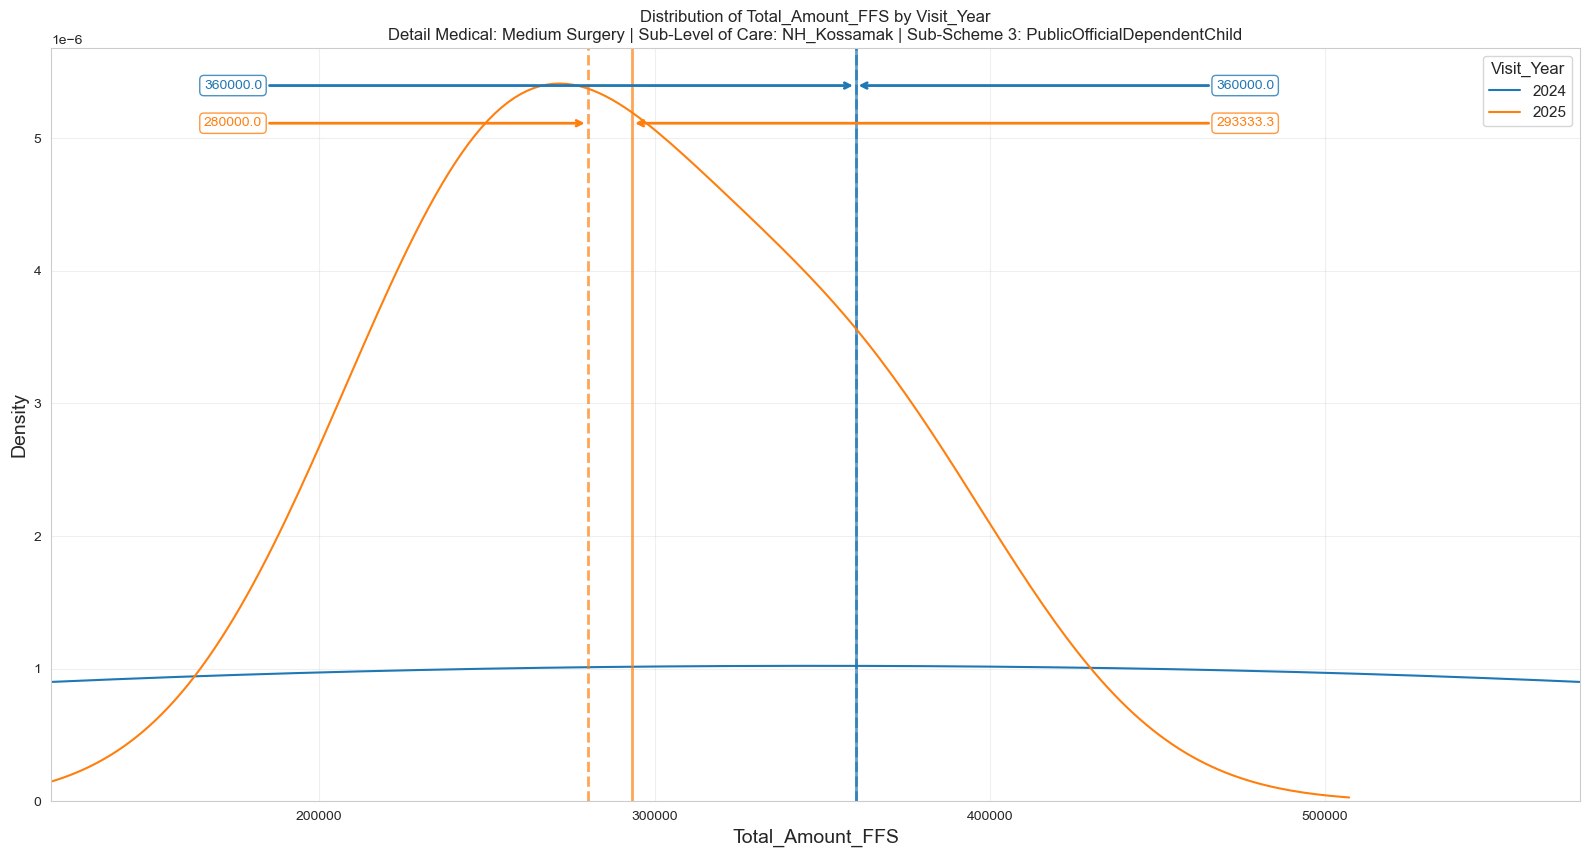 Distribution of Total_Amount_FFS by Visit_Year
Detail Medical: Medium Surgery | Sub-Level of Care: NH_Kossamak | Sub-Scheme 3: PublicOfficialDependentChild
1e−6
Visit_Year
2024
2025
360000.0
360000.0
280000.0
293333.3
5
4
3
2
1
0
Density
200000
300000
400000
500000
Total_Amount_FFS